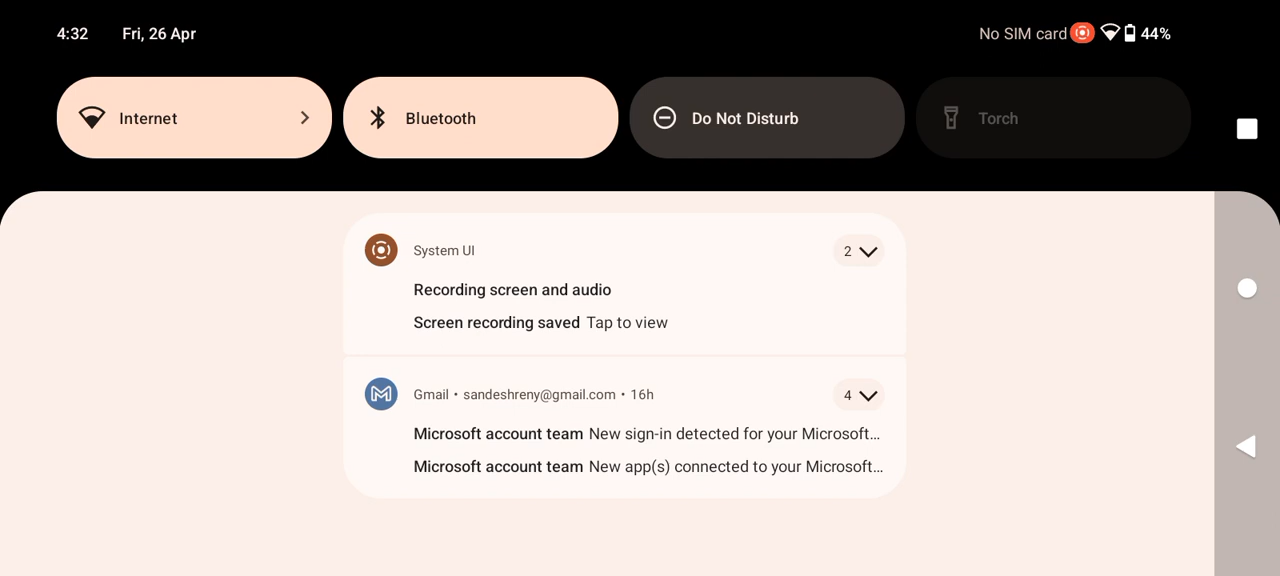 4:32 Fri, 26 Apr No SIM card 44%
Internet Bluetooth Do Not Disturb Torch
System UI 2
Recording screen and audio
Screen recording saved Tap to view
Gmail • sandeshreny@gmail.com • 16h 4
Microsoft account team New sign-in detected for your Microsoft...
Microsoft account team New app(s) connected to your Microsoft...